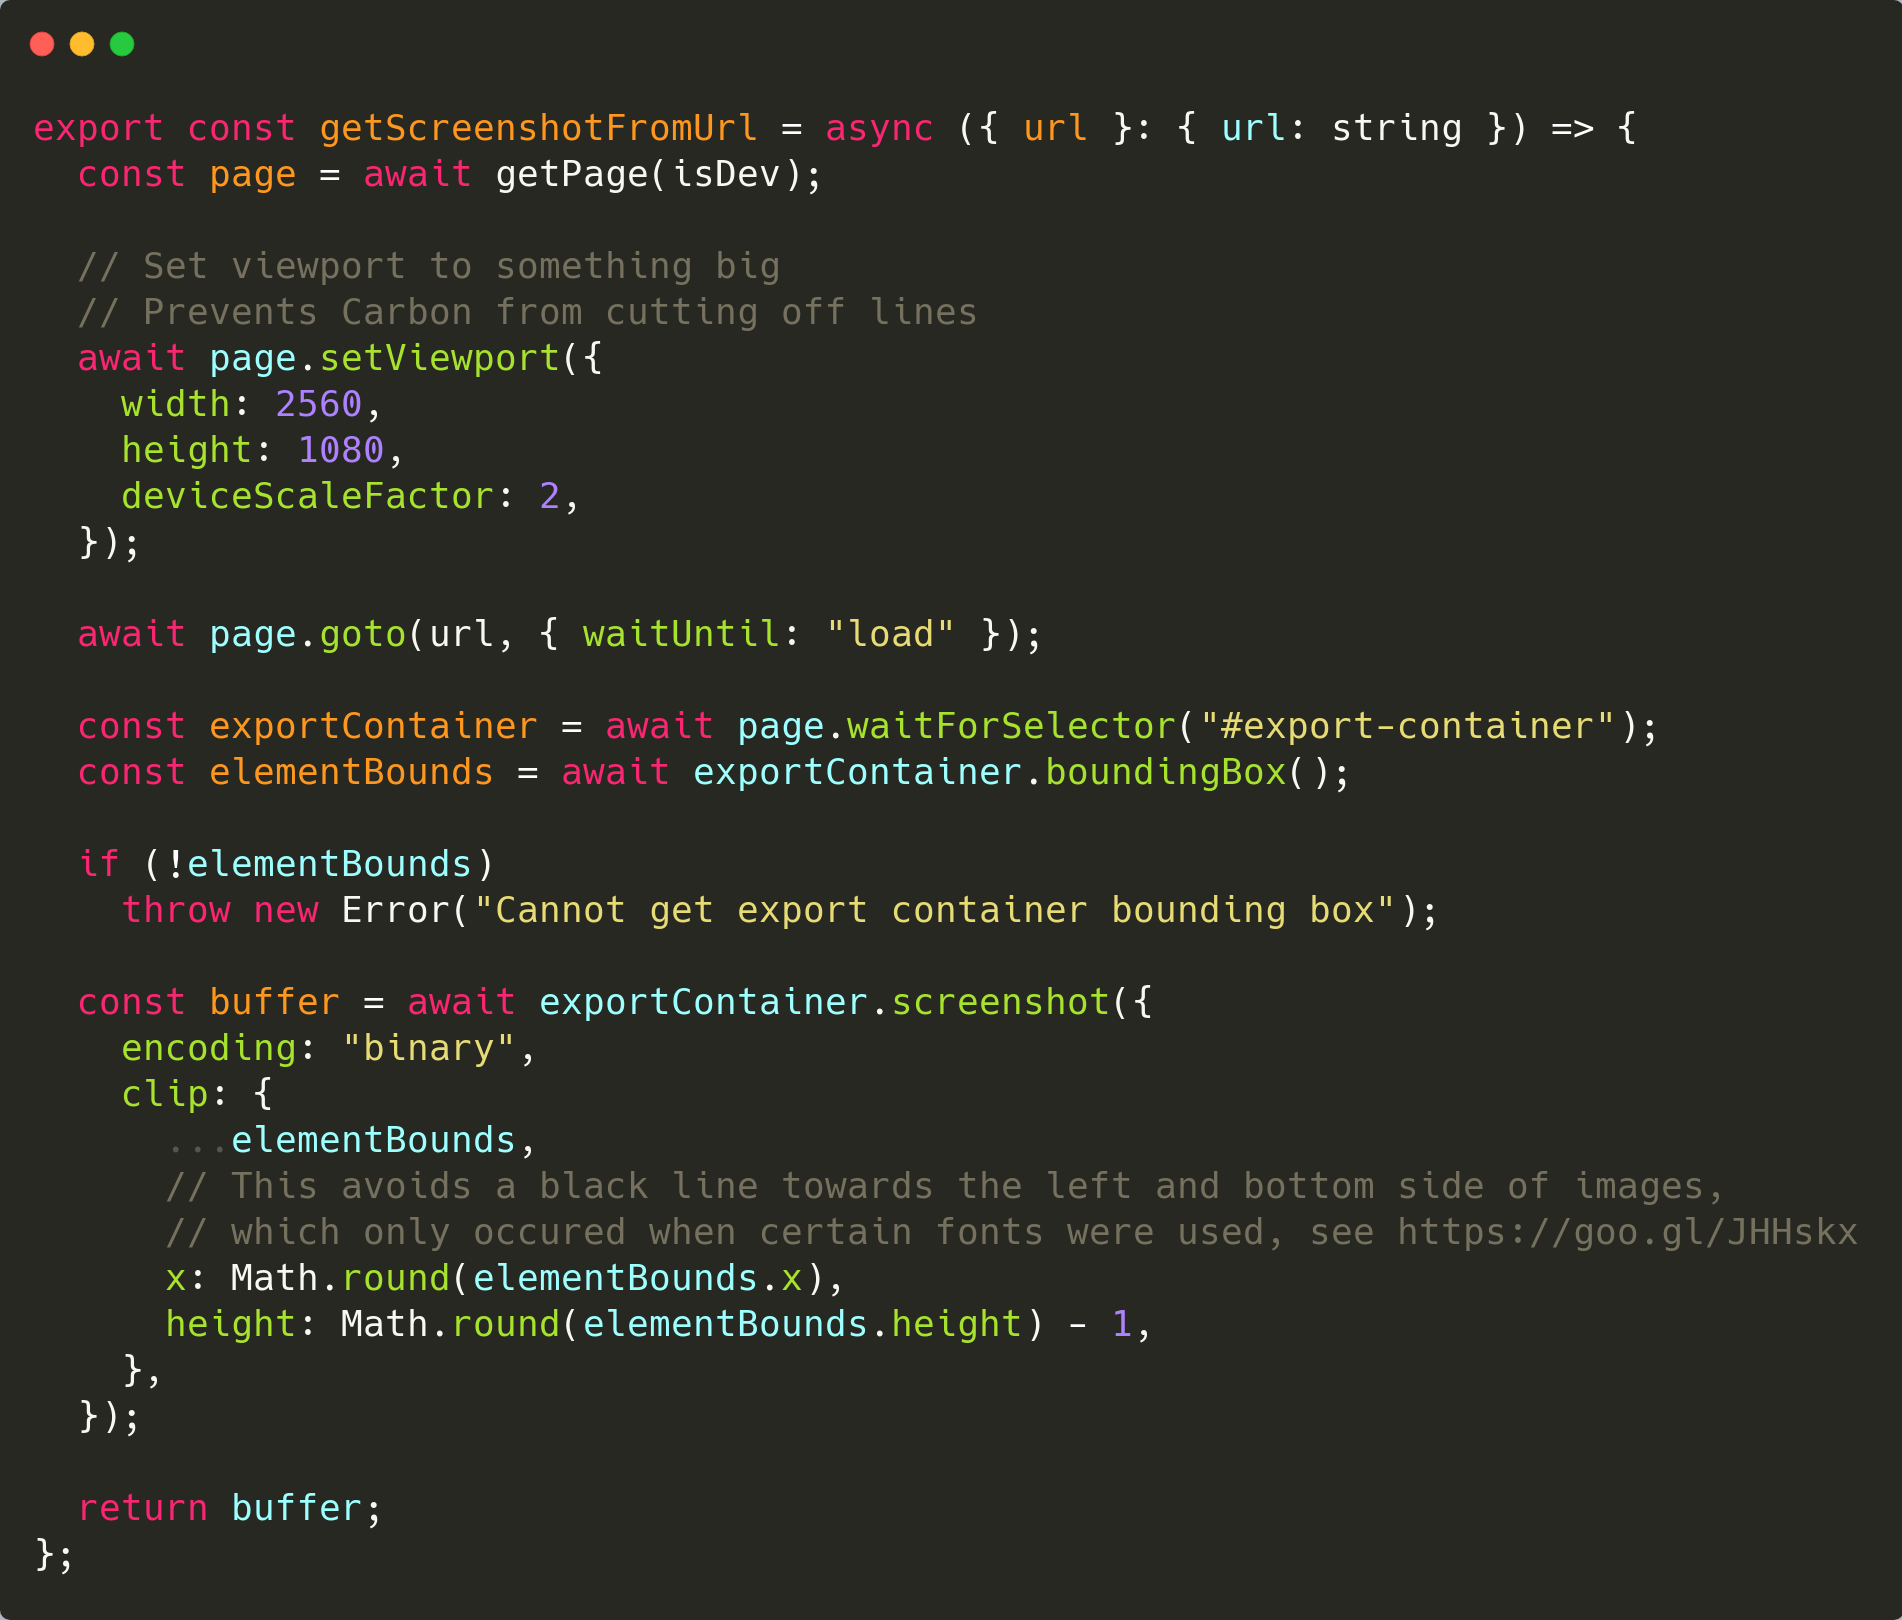 export const getScreenshotFromUrl = async ({ url }: { url: string }) => {
  const page = await getPage(isDev);

  // Set viewport to something big
  // Prevents Carbon from cutting off lines
  await page.setViewport({
    width: 2560,
    height: 1080,
    deviceScaleFactor: 2,
  });

  await page.goto(url, { waitUntil: "load" });

  const exportContainer = await page.waitForSelector("#export-container");
  const elementBounds = await exportContainer.boundingBox();

  if (!elementBounds)
    throw new Error("Cannot get export container bounding box");

  const buffer = await exportContainer.screenshot({
    encoding: "binary",
    clip: {
      ...elementBounds,
      // This avoids a black line towards the left and bottom side of images,
      // which only occured when certain fonts were used, see https://goo.gl/JHHskx
      x: Math.round(elementBounds.x),
      height: Math.round(elementBounds.height) - 1,
    },
  });

  return buffer;
};